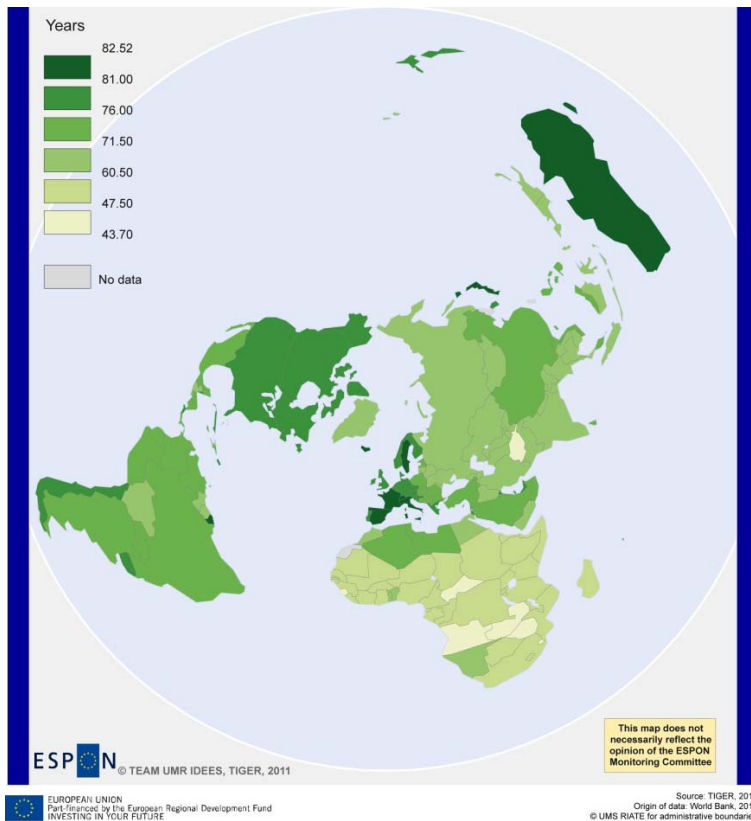 Years
82.52
81.00
76.00
71.50
60.50
47.50
43.70
No data
This map does not
necessarily reflect the
opinion of the ESPON
Monitoring Committee
ESPON
© TEAM UMR IDEES, TIGER, 2011
EUROPEAN UNION
Part-financed by the European Regional Development Fund
INVESTING IN YOUR FUTURE
Source: TIGER, 201
Origin of data: World Bank, 201
© UMS RIATE for administrative boundarie